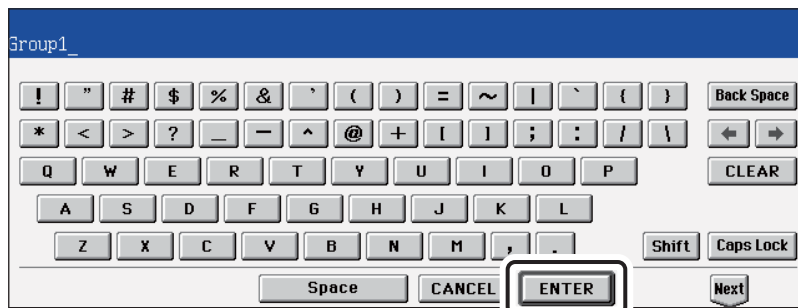 Group1_
! " # $ % & ' ( ) = ~ | ` { } Back Space
* < > ? _ - ^ @ + [ ] ; : / \ ← →
Q W E R T Y U I O P CLEAR
A S D F G H J K L
Z X C V B N M , . Shift Caps Lock
Space CANCEL ENTER Next